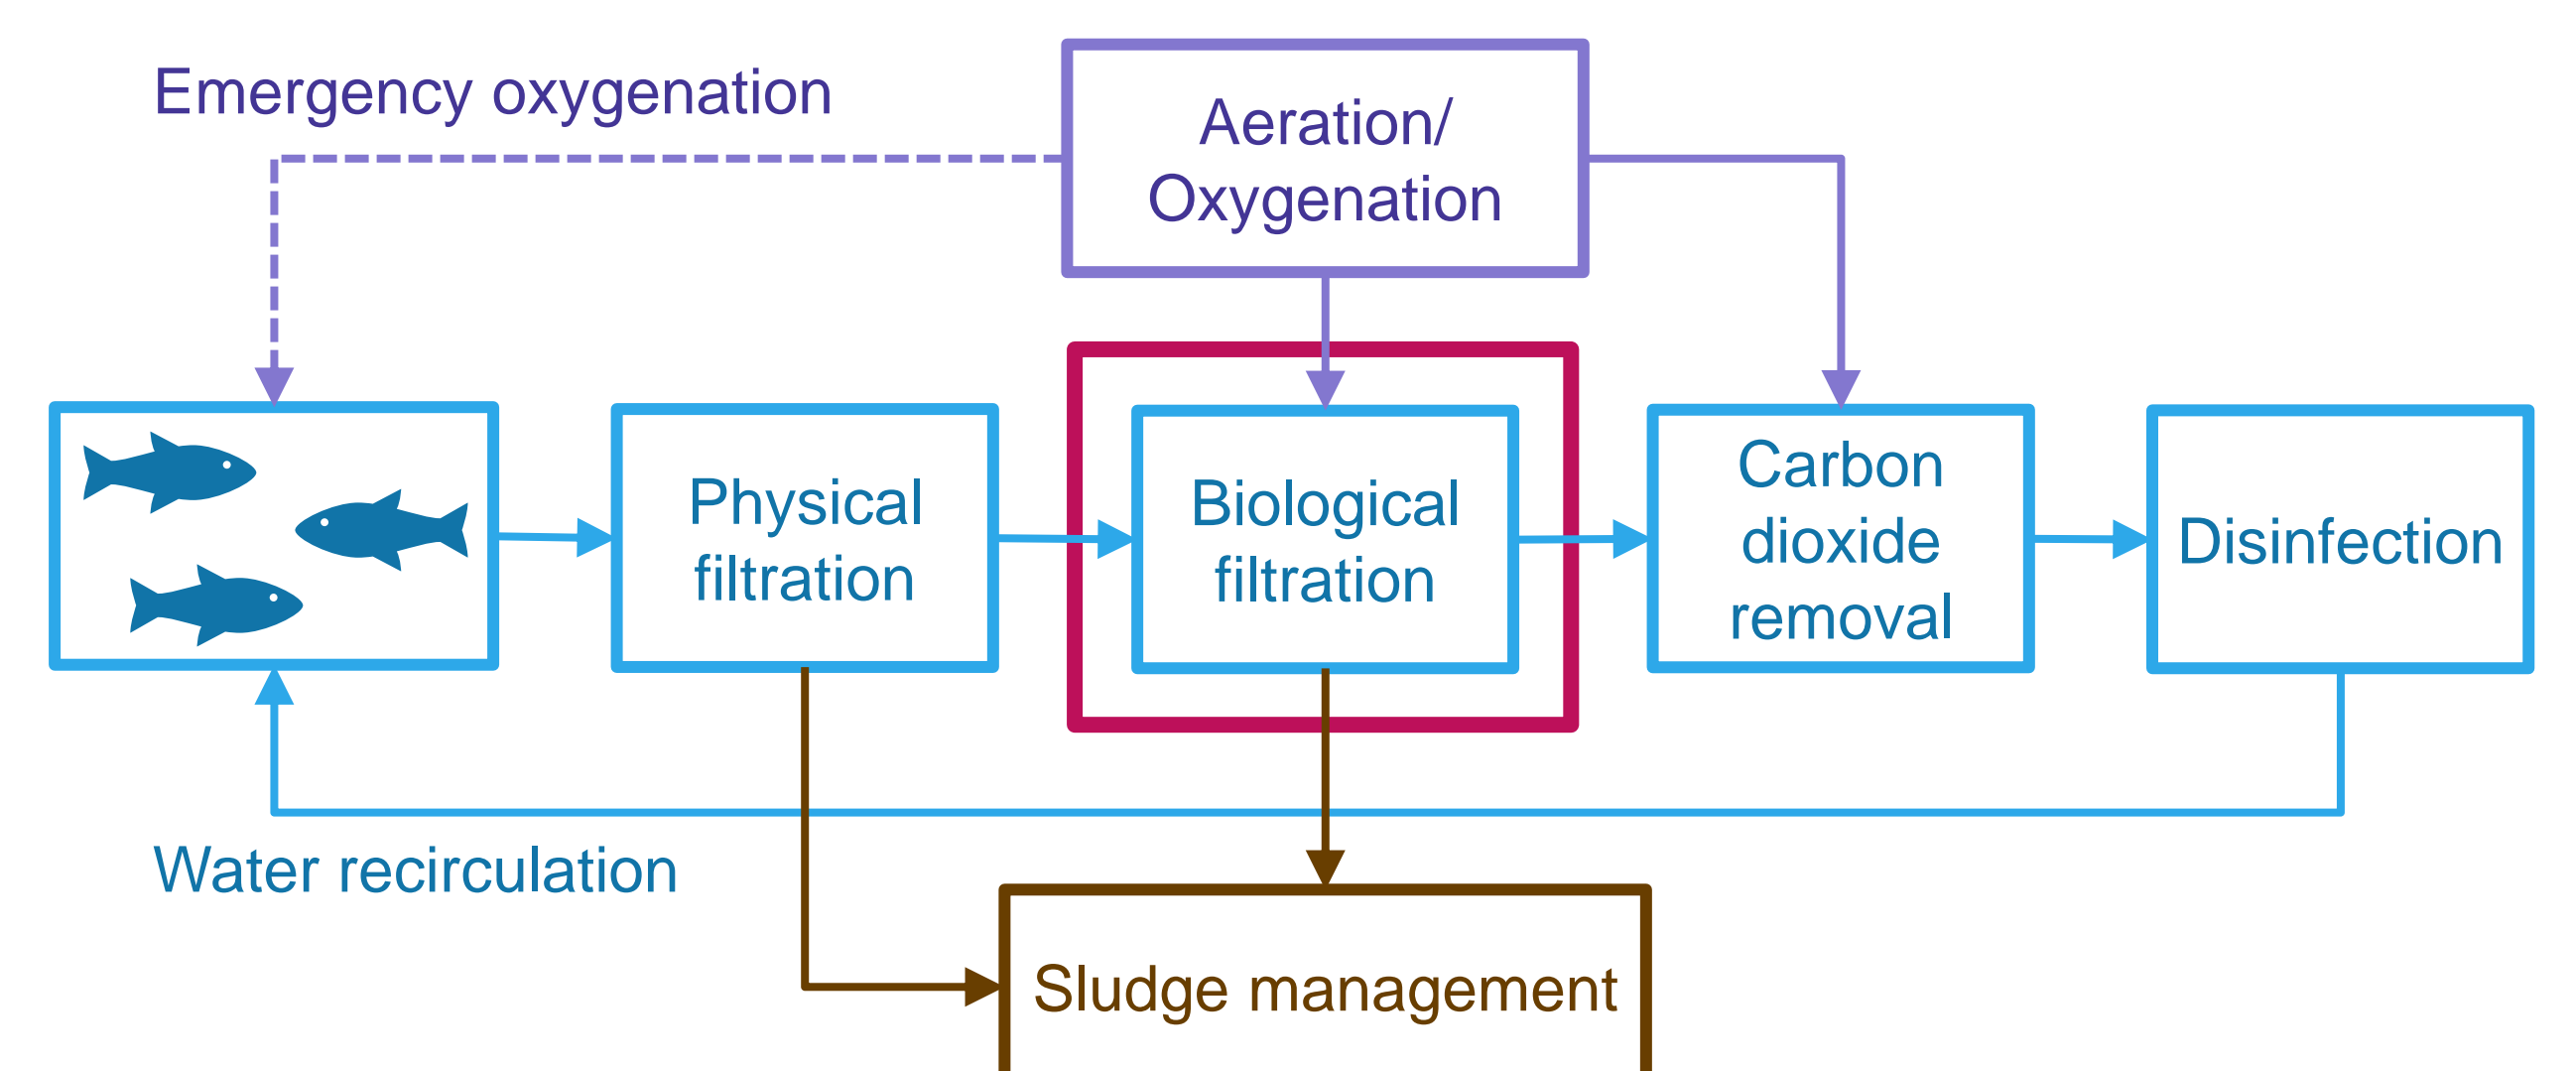 Emergency oxygenation
Aeration/
Oxygenation
Physical
filtration
Biological
filtration
Carbon
dioxide
removal
Disinfection
Water recirculation
Sludge management